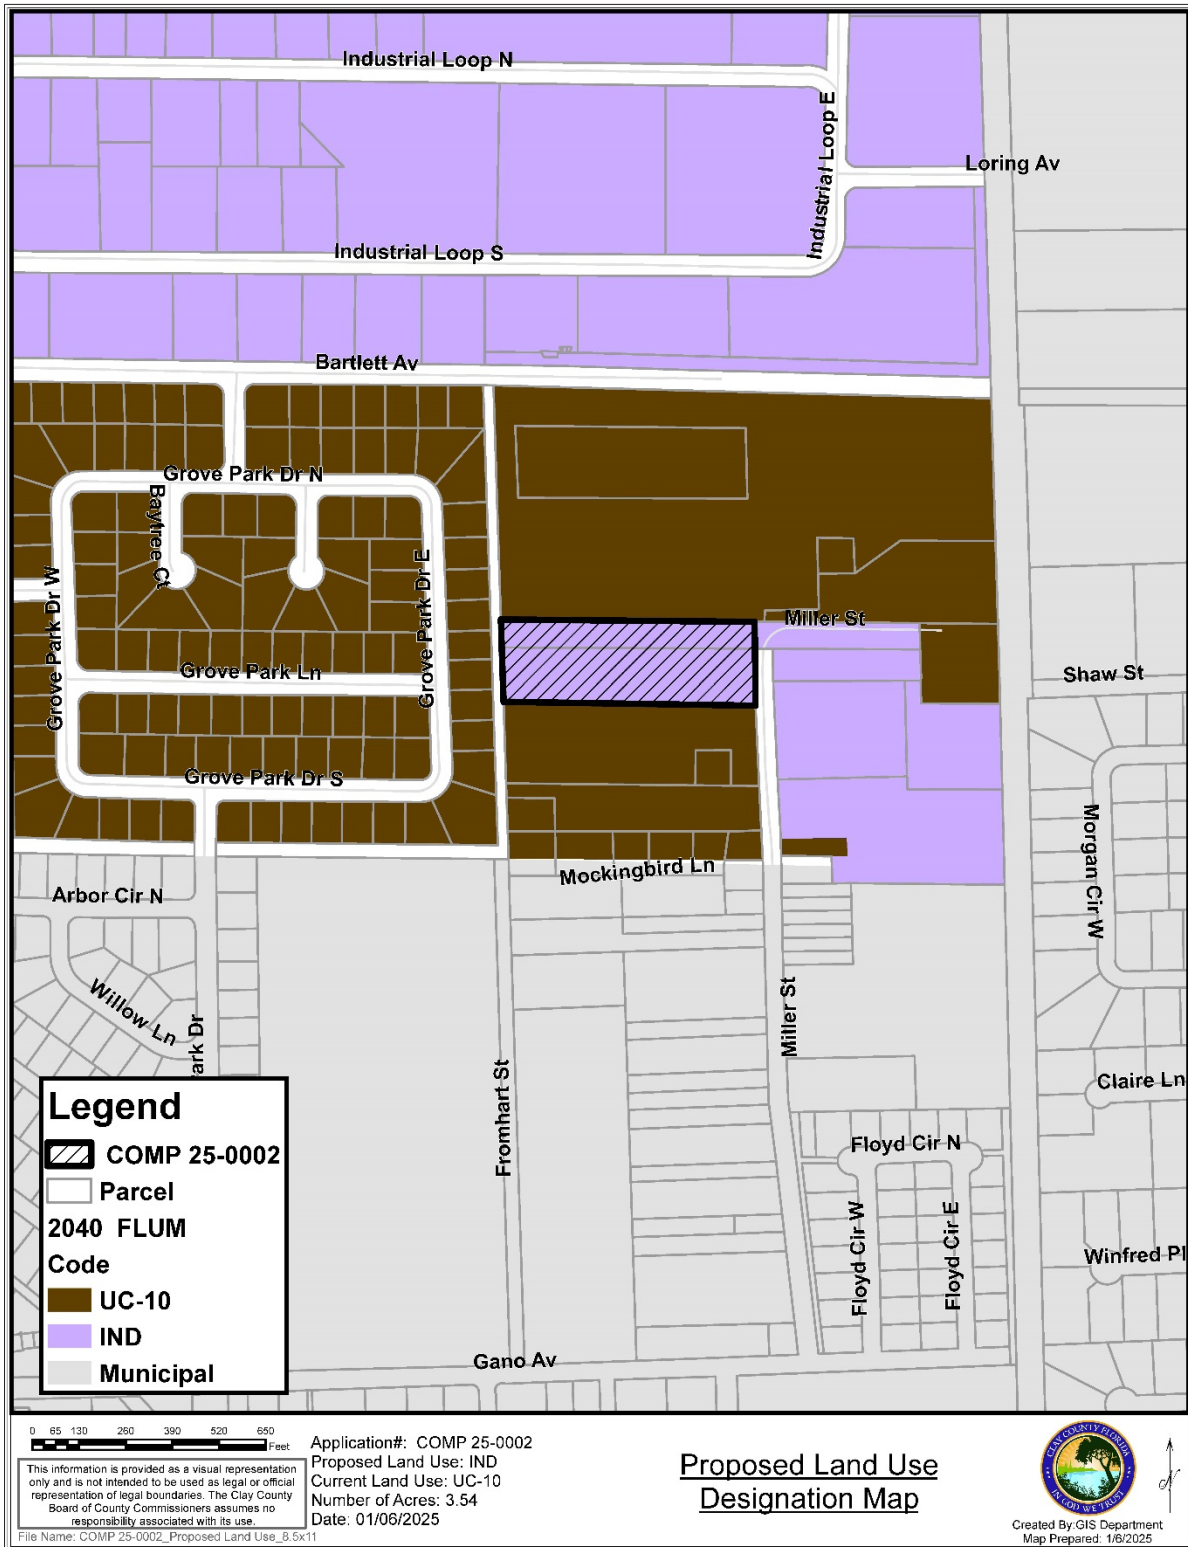 Industrial Loop N
Industrial Loop E
Loring Av
Industrial Loop S
Bartlett Av
Grove Park Dr N
Baytree Ct
Grove Park Dr W
Grove Park Dr E
Miller St
Grove Park Ln
Shaw St
Grove Park Dr S
Mockingbird Ln
Morgan Cir W
Arbor Cir N
Willow Ln
ark Dr
Miller St
Fromhart St
Claire Ln
Floyd Cir N
Floyd Cir W
Floyd Cir E
Winfred Pl
Gano Av
Legend
COMP 25-0002
Parcel
2040 FLUM
Code
UC-10
IND
Municipal
0 65 130 260 390 520 650
Feet
This information is provided as a visual representation
only and is not intended to be used as legal or official
representation of legal boundaries. The Clay County
Board of County Commissioners assumes no
responsibility associated with its use.
File Name: COMP 25-0002_Proposed Land Use_8.5x11
Application#: COMP 25-0002
Proposed Land Use: IND
Current Land Use: UC-10
Number of Acres: 3.54
Date: 01/06/2025
Proposed Land Use
Designation Map
CLAY COUNTY FLORIDA
IN GOD WE TRUST
N
Created By:GIS Department
Map Prepared: 1/6/2025